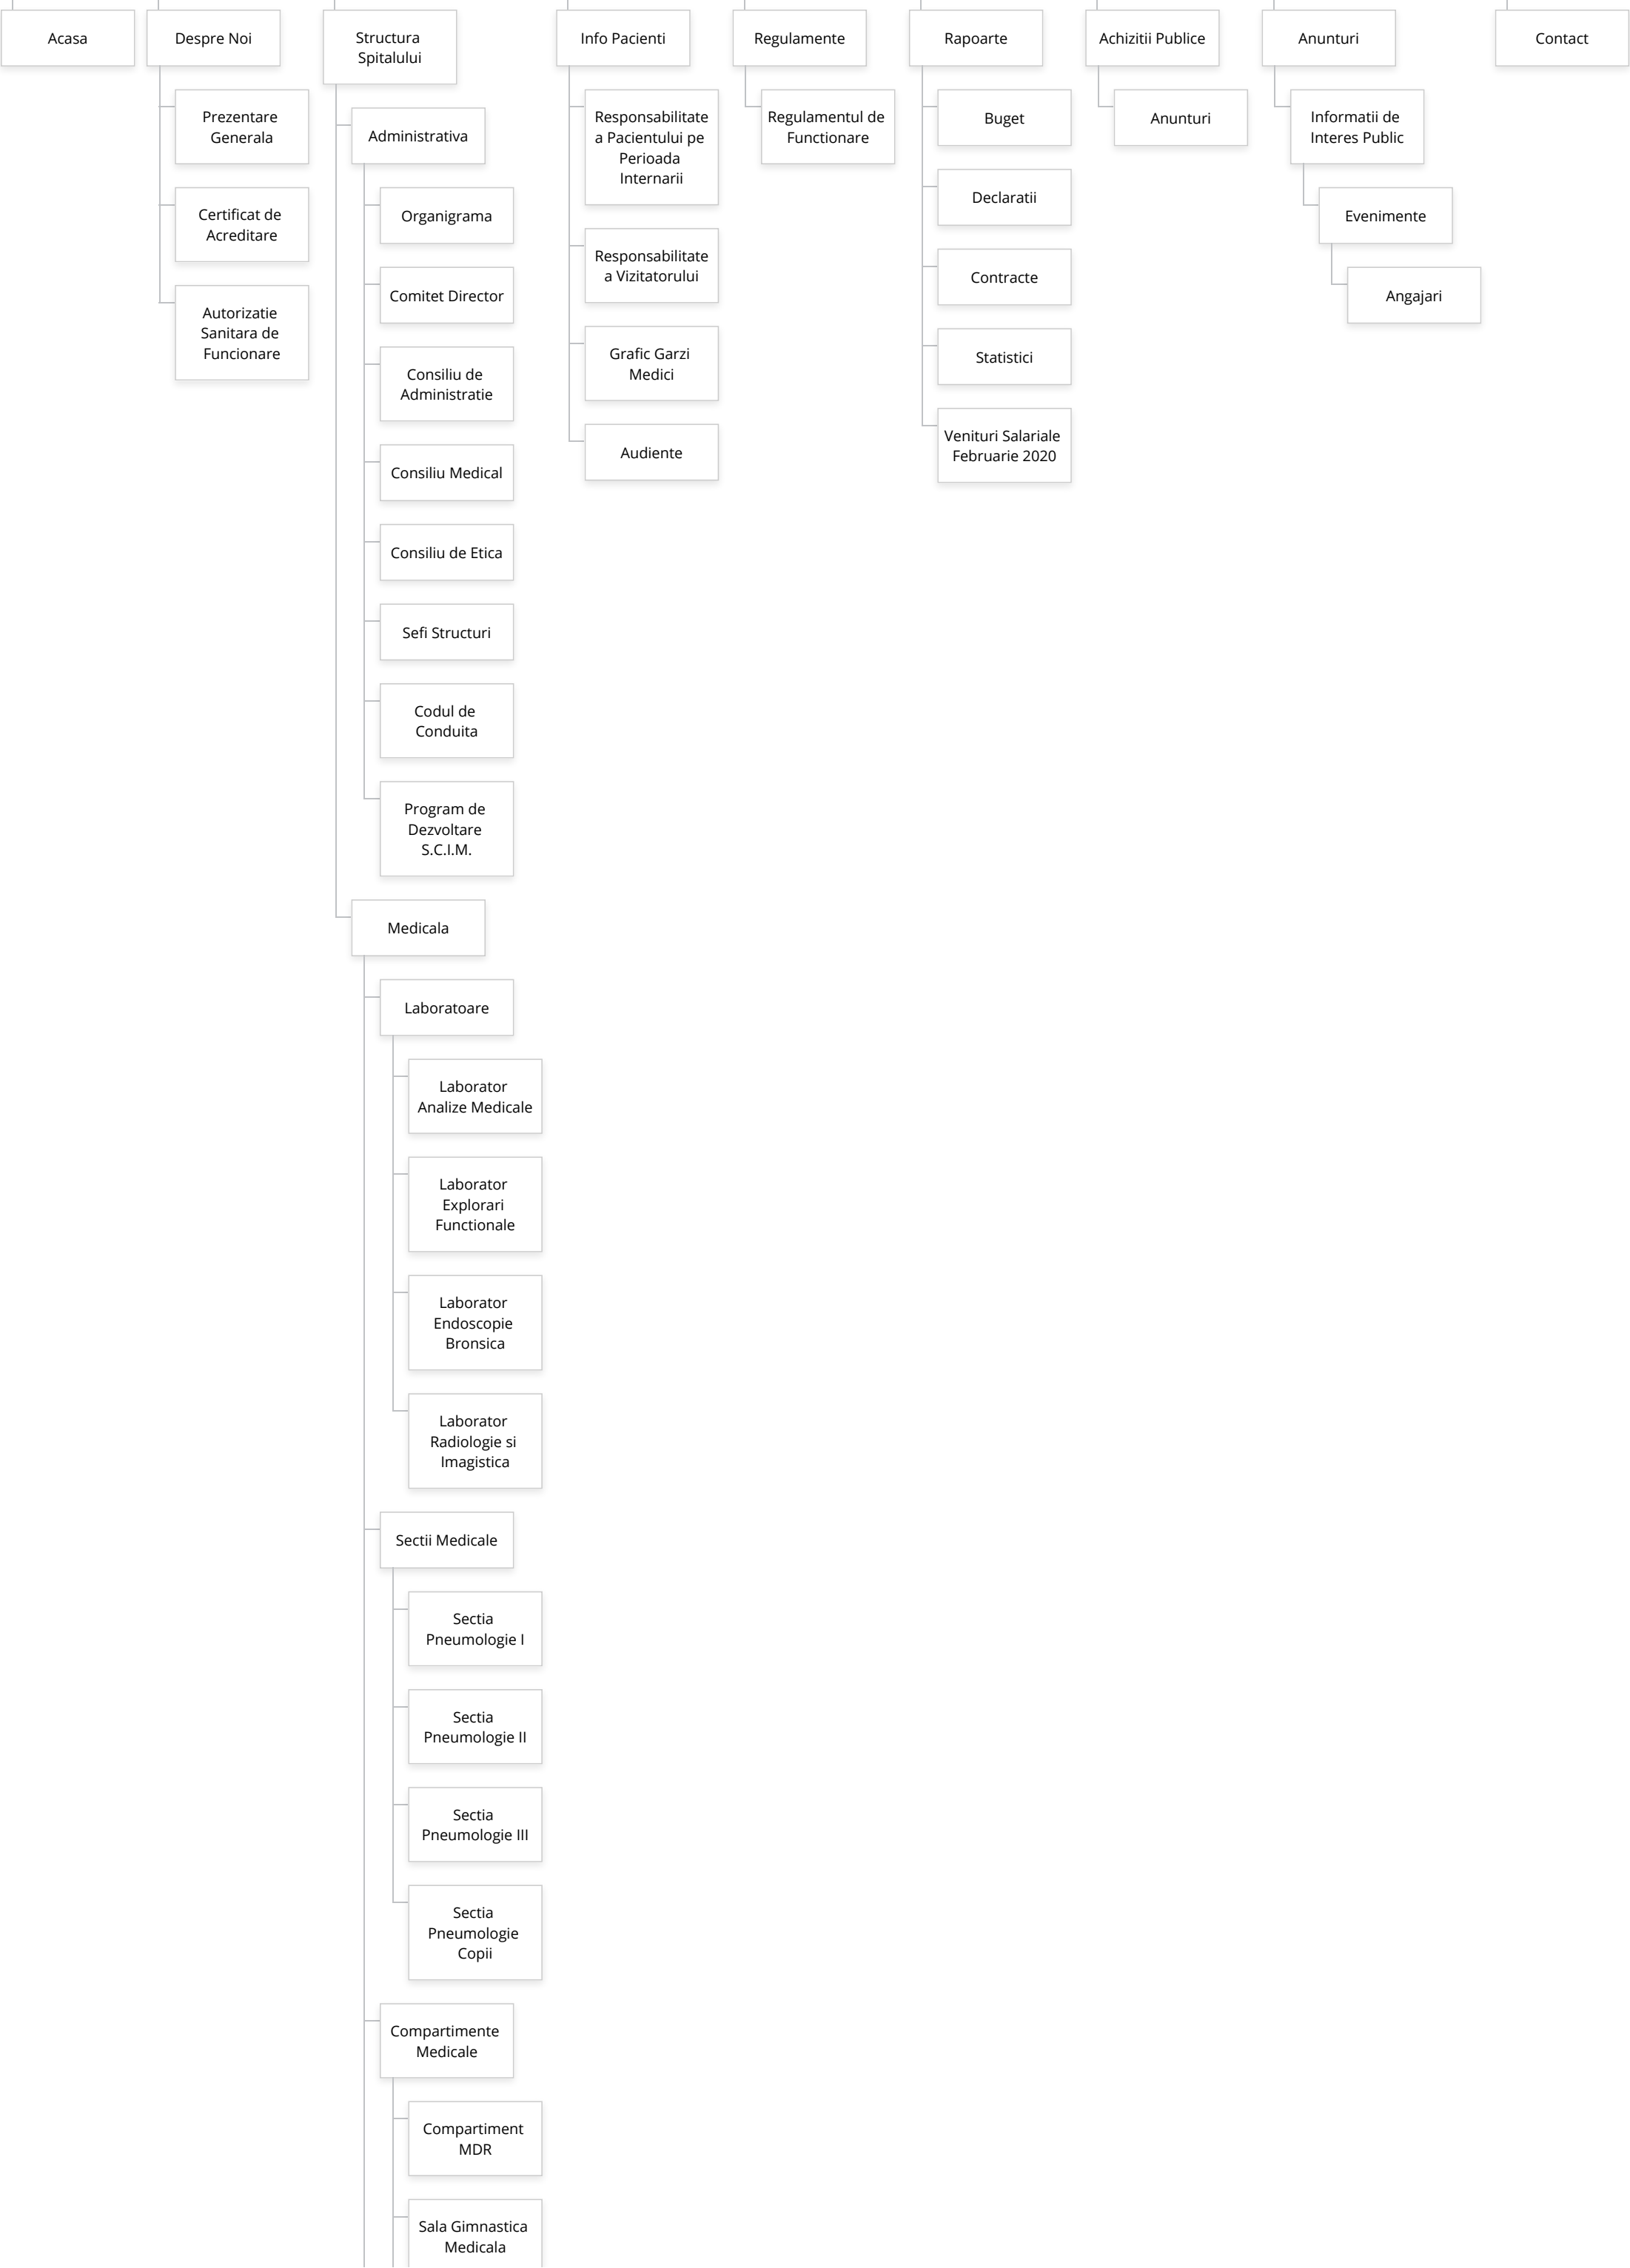 Acasa
Despre Noi
Prezentare
Generala
Certificat de
Acreditare
Autorizatie
Sanitara de
Funcionare
Structura
Spitalului
Administrativa
Organigrama
Comitet Director
Consiliu de
Administratie
Consiliu Medical
Consiliu de Etica
Sefi Structuri
Codul de
Conduita
Program de
Dezvoltare
S.C.I.M.
Medicala
Laboratoare
Laborator
Analize Medicale
Laborator
Explorari
Functionale
Laborator
Endoscopie
Bronsica
Laborator
Radiologie si
Imagistica
Sectii Medicale
Sectia
Pneumologie I
Sectia
Pneumologie II
Sectia
Pneumologie III
Sectia
Pneumologie
Copii
Compartimente
Medicale
Compartiment
MDR
Sala Gimnastica
Medicala
Info Pacienti
Responsabilitate
a Pacientului pe
Perioada
Internarii
Responsabilitate
a Vizitatorului
Grafic Garzi
Medici
Audiente
Regulamente
Regulamentul de
Functionare
Rapoarte
Buget
Declaratii
Contracte
Statistici
Venituri Salariale
Februarie 2020
Achizitii Publice
Anunturi
Anunturi
Informatii de
Interes Public
Evenimente
Angajari
Contact